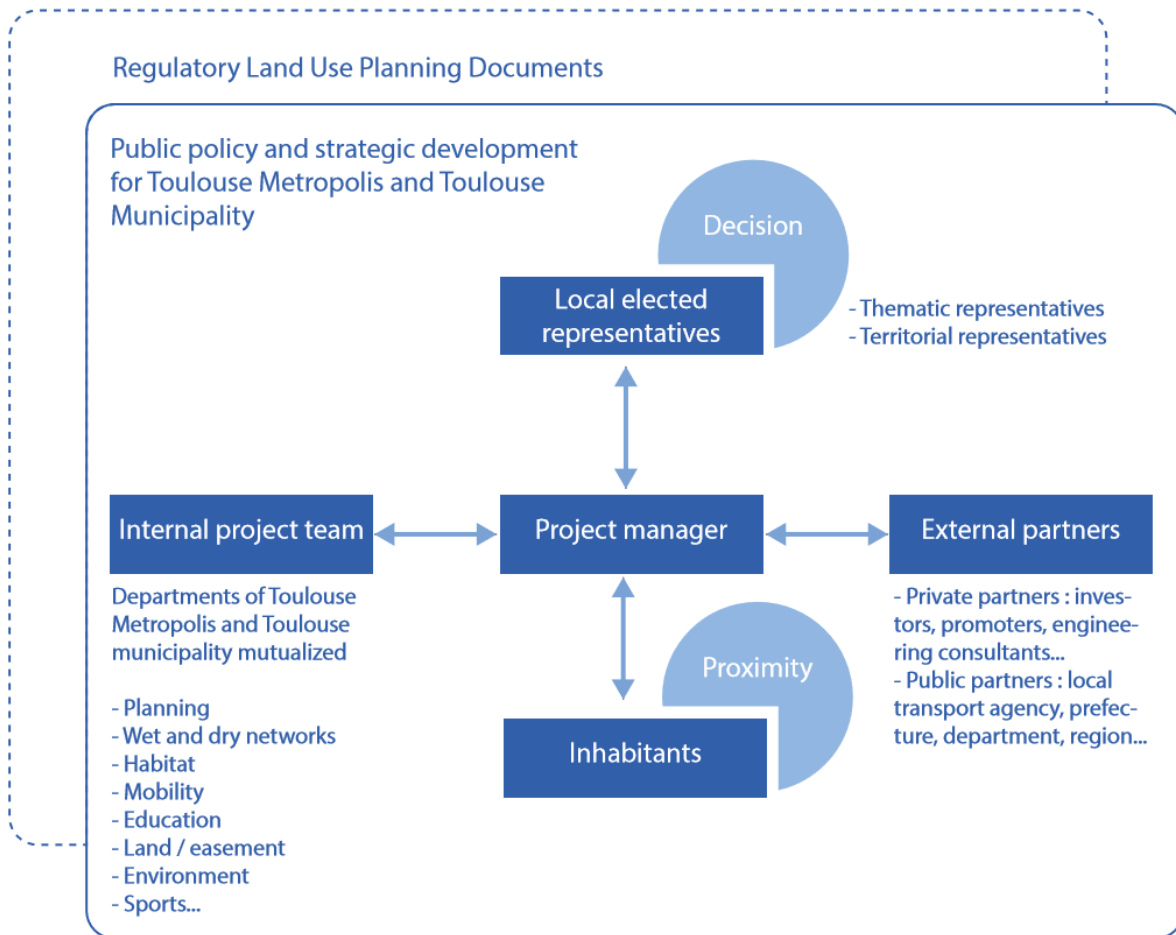 Regulatory Land Use Planning Documents
Public policy and strategic development
for Toulouse Metropolis and Toulouse
Municipality
Decision
Local elected
representatives
- Thematic representatives
- Territorial representatives
Internal project team
Project manager
External partners
Departments of Toulouse
Metropolis and Toulouse
municipality mutualized
- Planning
- Wet and dry networks
- Habitat
- Mobility
- Education
- Land / easement
- Environment
- Sports...
Proximity
Inhabitants
- Private partners : inves-
tors, promoters, enginee-
ring consultants...
- Public partners : local
transport agency, prefec-
ture, department, region...